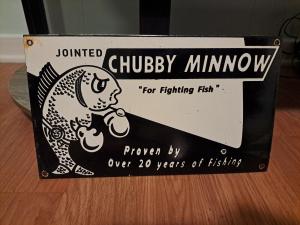 JOINTED CHUBBY MINNOW
"For Fighting Fish"
Proven by
Over 20 years of Fishing